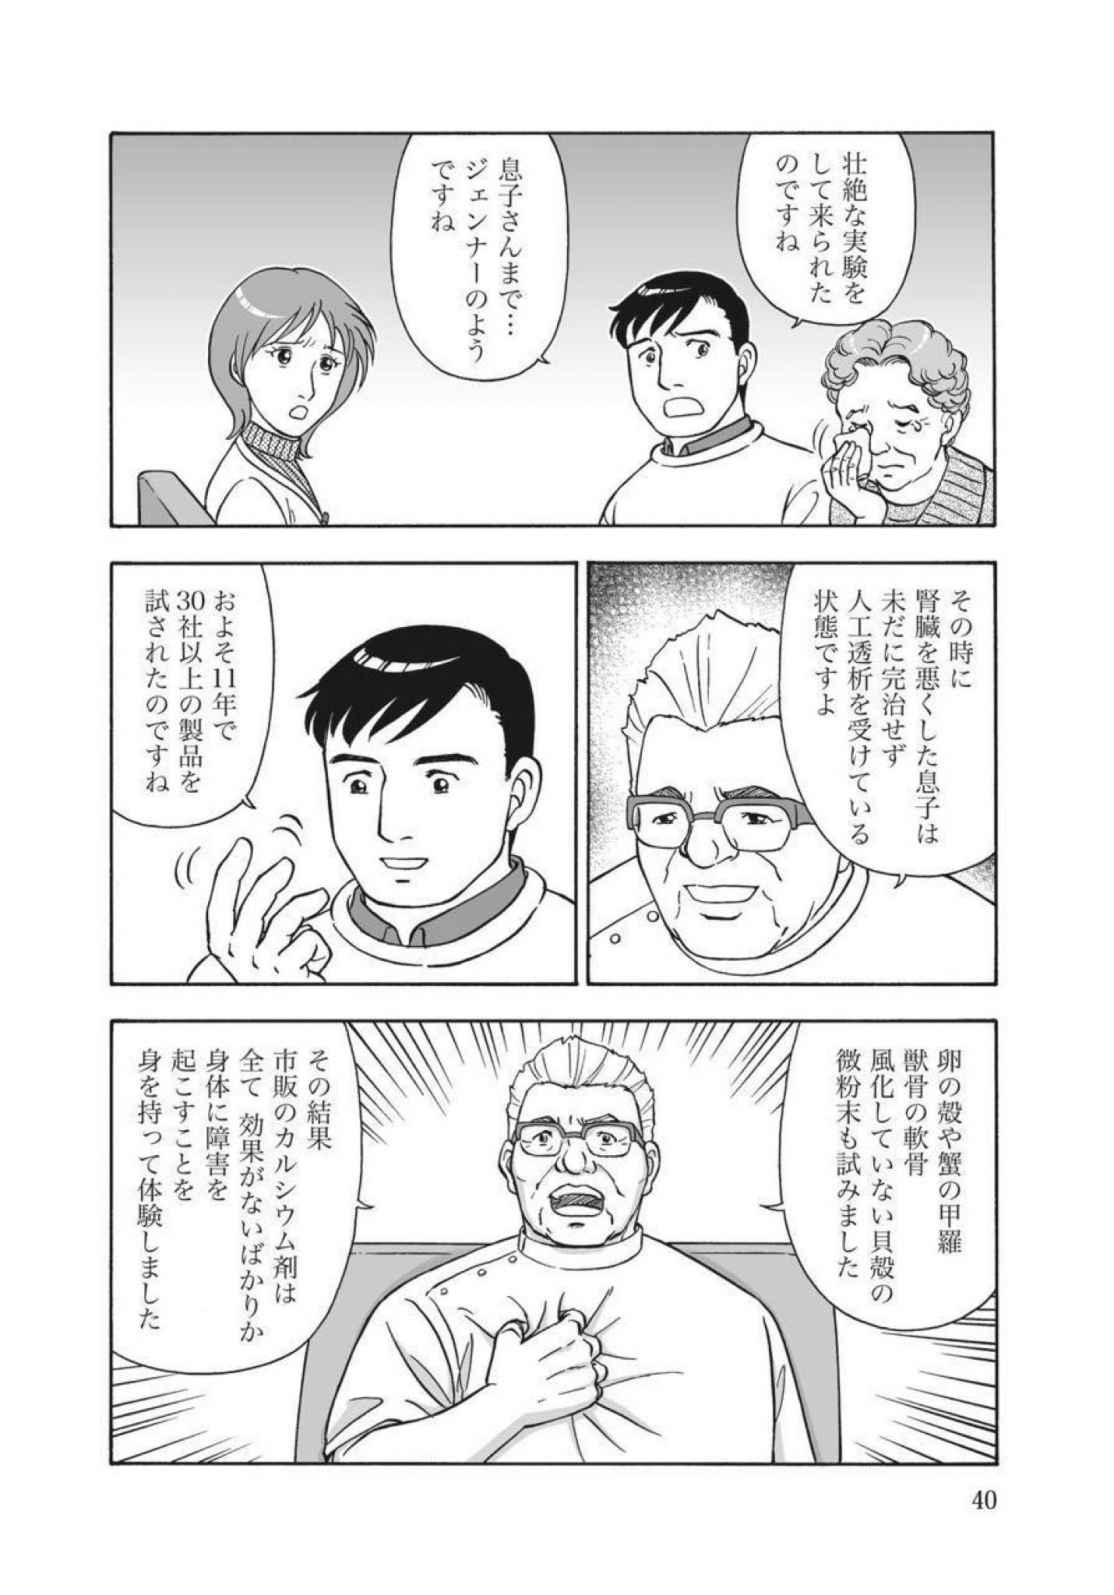 壮絶な実験を
して来られた
のですね
息子さんまで…
ジェンナーのよう
ですね
その時に
腎臓を悪くした息子は
未だに完治せず
人工透析を受けている
状態ですよ
およそ11年で
30社以上の製品を
試されたのですね
卵の殻や蟹の甲羅
獣骨の軟骨
風化していない貝殻の
微粉末も試みました
その結果
市販のカルシウム剤は
全て 効果がないばかりか
身体に障害を
起こすことを
身を持って体験しました
40